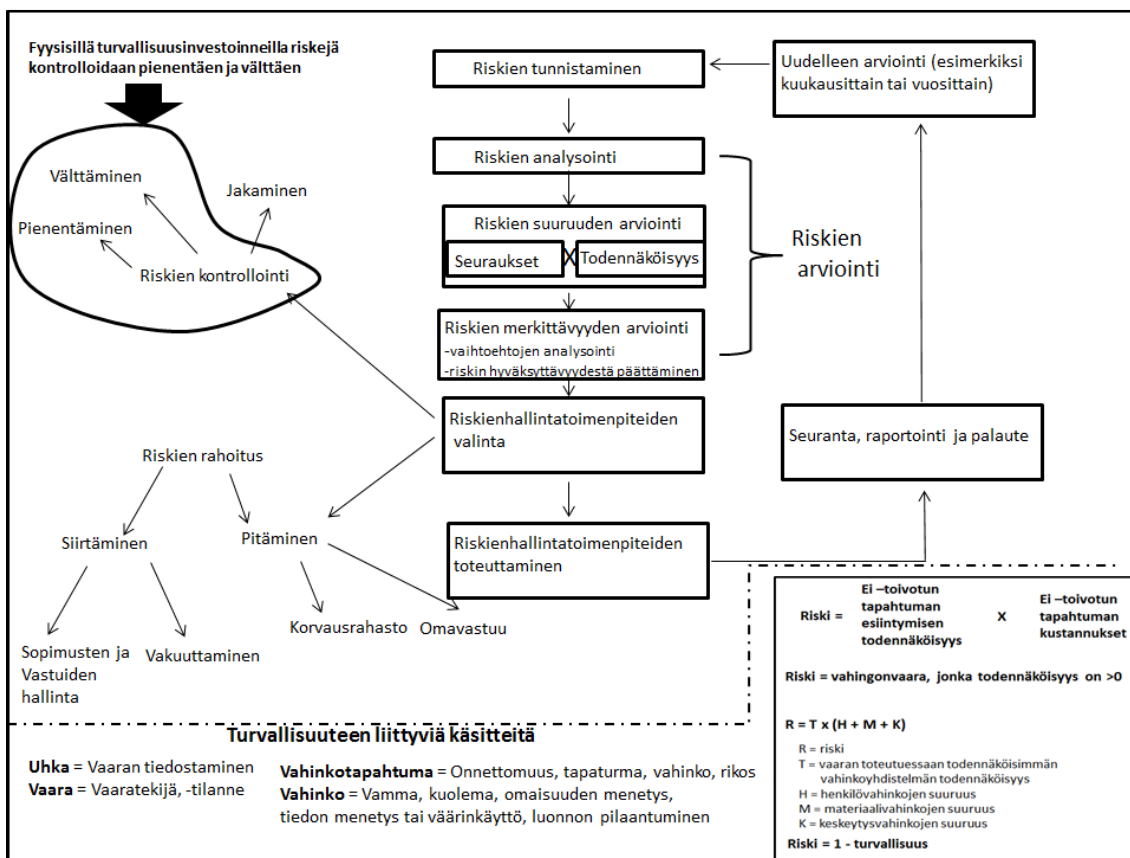 Fyysisillä turvallisuusinvestoinneilla riskejä
kontrolloidaan pienentäen ja välttäen
Riskien tunnistaminen
Uudelleen arviointi (esimerkiksi
kuukausittain tai vuosittain)
Riskien analysointi
Välttäminen
Jakaminen
Pienentäminen
Riskien kontrollointi
Riskien suuruuden arviointi
Seuraukset X Todennäköisyys
Riskien
arviointi
Riskien merkittävyyden arviointi
-vaihtoehtojen analysointi
-riskin hyväksyttävyydestä päättäminen
Riskienhallintatoimenpiteiden
valinta
Seuranta, raportointi ja palaute
Riskien rahoitus
Siirtäminen
Pitäminen
Riskienhallintatoimenpiteiden
toteuttaminen
Korvausrahasto
Omavastuu
Sopimusten ja
Vastuiden
hallinta
Vakuuttaminen
Riski =
Ei –toivotun
tapahtuman
esiintymisen
todennäköisyys
X
Ei –toivotun
tapahtuman
kustannukset
Riski = vahingonvaara, jonka todennäköisyys on >0
R = T x (H + M + K)
R = riski
T = vaaran toteutuessaan todennäköisimmän
vahinkoyhdistelmän todennäköisyys
H = henkilövahinkojen suuruus
M = materiaalivahinkojen suuruus
K = keskeytysvahinkojen suuruus
Riski = 1 - turvallisuus
Turvallisuuteen liittyviä käsitteitä
Uhka = Vaaran tiedostaminen
Vaara = Vaaratekijä, -tilanne
Vahinkotapahtuma = Onnettomuus, tapaturma, vahinko, rikos
Vahinko = Vamma, kuolema, omaisuuden menetys,
tiedon menetys tai väärinkäyttö, luonnon pilaantuminen